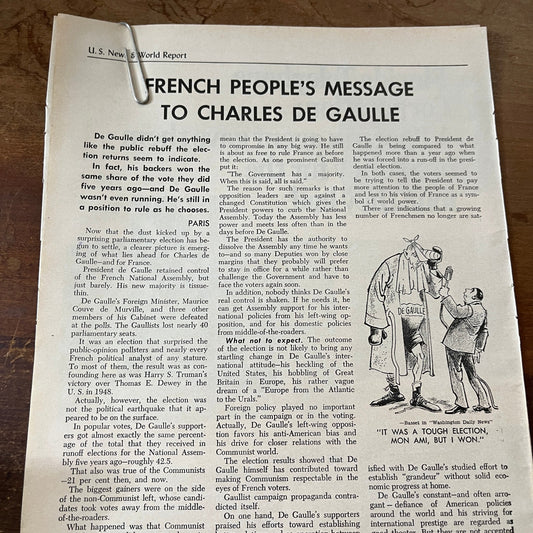 U. S. News & World Report
FRENCH PEOPLE'S MESSAGE
TO CHARLES DE GAULLE
De Gaulle didn't get anything
like the public rebuff the elec-
tion returns seem to indicate.
In fact, his backers won the
same share of the vote they did
five years ago—and De Gaulle
wasn't even running. He's still in
a position to rule as he chooses.
PARIS
Now that the dust kicked up by a
surprising parliamentary election has be-
gun to settle, a clearer picture is emerg-
ing of what lies ahead for Charles de
Gaulle—and for France.
President de Gaulle retained control
of the French National Assembly, but
just barely. His new majority is tissue-
thin.
De Gaulle's Foreign Minister, Maurice
Couve de Murville, and three other
members of his Cabinet were defeated
at the polls. The Gaullists lost nearly 40
parliamentary seats.
It was an election that surprised the
public-opinion pollsters and nearly every
French political analyst of any stature.
To most of them, the result was as con-
founding here as was Harry S. Truman's
victory over Thomas E. Dewey in the
U. S. in 1948.
Actually, however, the election was
not the political earthquake that it ap-
peared to be on the surface.
In popular votes, De Gaulle's support-
ers got almost exactly the same percent-
age of the total that they received in
runoff elections for the National Assem-
bly five years ago—roughly 42.5.
That also was true of the Communists
—21 per cent then, and now.
The biggest gainers were on the side
of the non-Communist left, whose candi-
dates took votes away from the middle-
of-the-roaders.
What happened was that Communist
mean that the President is going to have
to compromise in any big way. He still
is about as free to rule France as before
the election. As one prominent Gaullist
put it:
"The Government has a majority.
When this is said, all is said."
The reason for such remarks is that
opposition leaders are up against a
changed Constitution which gives the
President powers to curb the National
Assembly. Today the Assembly has less
power and meets less often than in the
days before De Gaulle.
The President has the authority to
dissolve the Assembly any time he wants
to—and so many Deputies won by close
margins that they probably will prefer
to stay in office for a while rather than
challenge the Government and have to
face the voters again soon.
In addition, nobody thinks De Gaulle's
real control is shaken. If he needs it, he
can get Assembly support for his inter-
national policies from his left-wing op-
position, and for his domestic policies
from middle-of-the-roaders.
What not to expect. The outcome
of the election is not likely to bring any
startling change in De Gaulle's inter-
national attitude—his heckling of the
United States, his hobbling of Great
Britain in Europe, his rather vague
dream of a "Europe from the Atlantic
to the Urals."
Foreign policy played no important
part in the campaign or in the voting.
Actually, De Gaulle's left-wing opposi-
tion favors his anti-American bias and
his drive for closer relations with the
Communist world.
The election results showed that De
Gaulle himself has contributed toward
making Communism respectable in the
eyes of French voters.
Gaullist campaign propaganda contra-
dicted itself.
On one hand, De Gaulle's supporters
praised his efforts toward establishing
The election rebuff to President de
Gaulle is being compared to what
happened more than a year ago when
he was forced into a run-off in the presi-
dential election.
In both cases, the voters seemed to
be trying to tell the President to pay
more attention to the people of France
and less to his vision of France as a sym-
bol of world power.
There are indications that a growing
number of Frenchmen no longer are sat-
DE GAULLE
—Basset in "Washington Daily News"
"IT WAS A TOUGH ELECTION,
MON AMI, BUT I WON."
isfied with De Gaulle's studied effort to
establish "grandeur" without solid eco-
nomic progress at home.
De Gaulle's constant—and often arro-
gant—defiance of American policies
around the world and his striving for
international prestige are regarded as
good theater. But they are not accepted